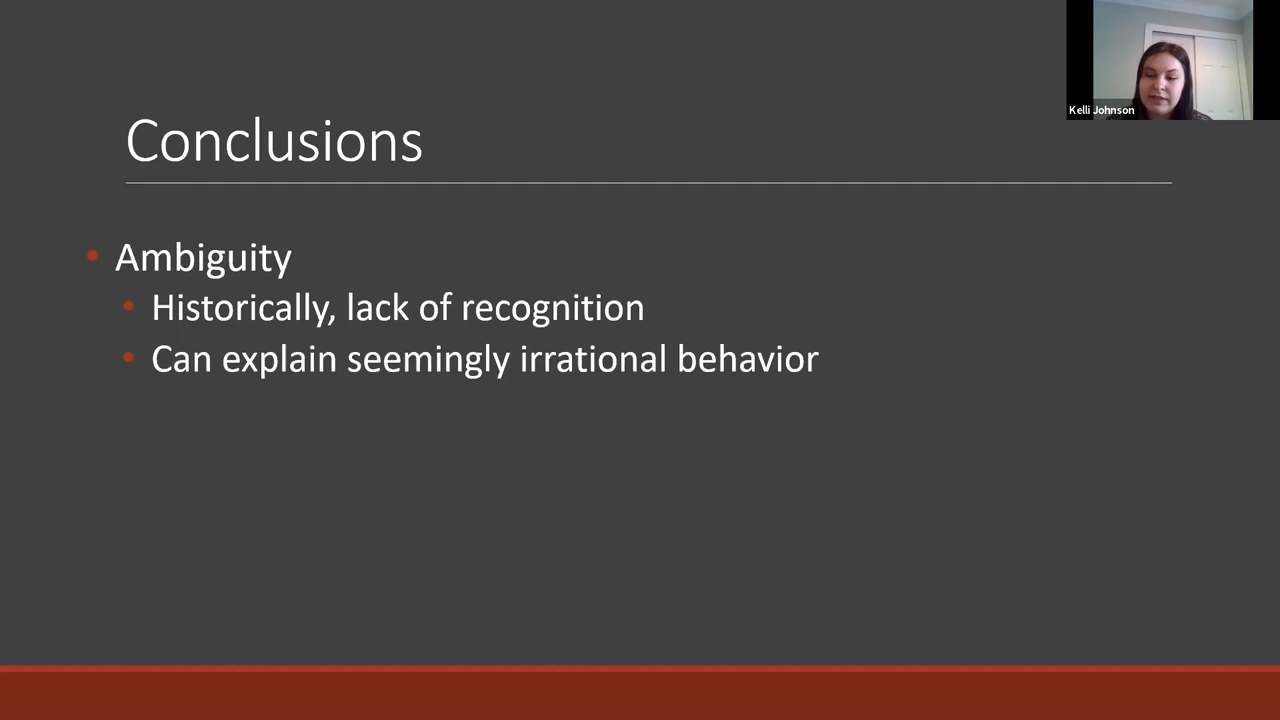 Kelli Johnson
Conclusions
• Ambiguity
• Historically, lack of recognition
• Can explain seemingly irrational behavior